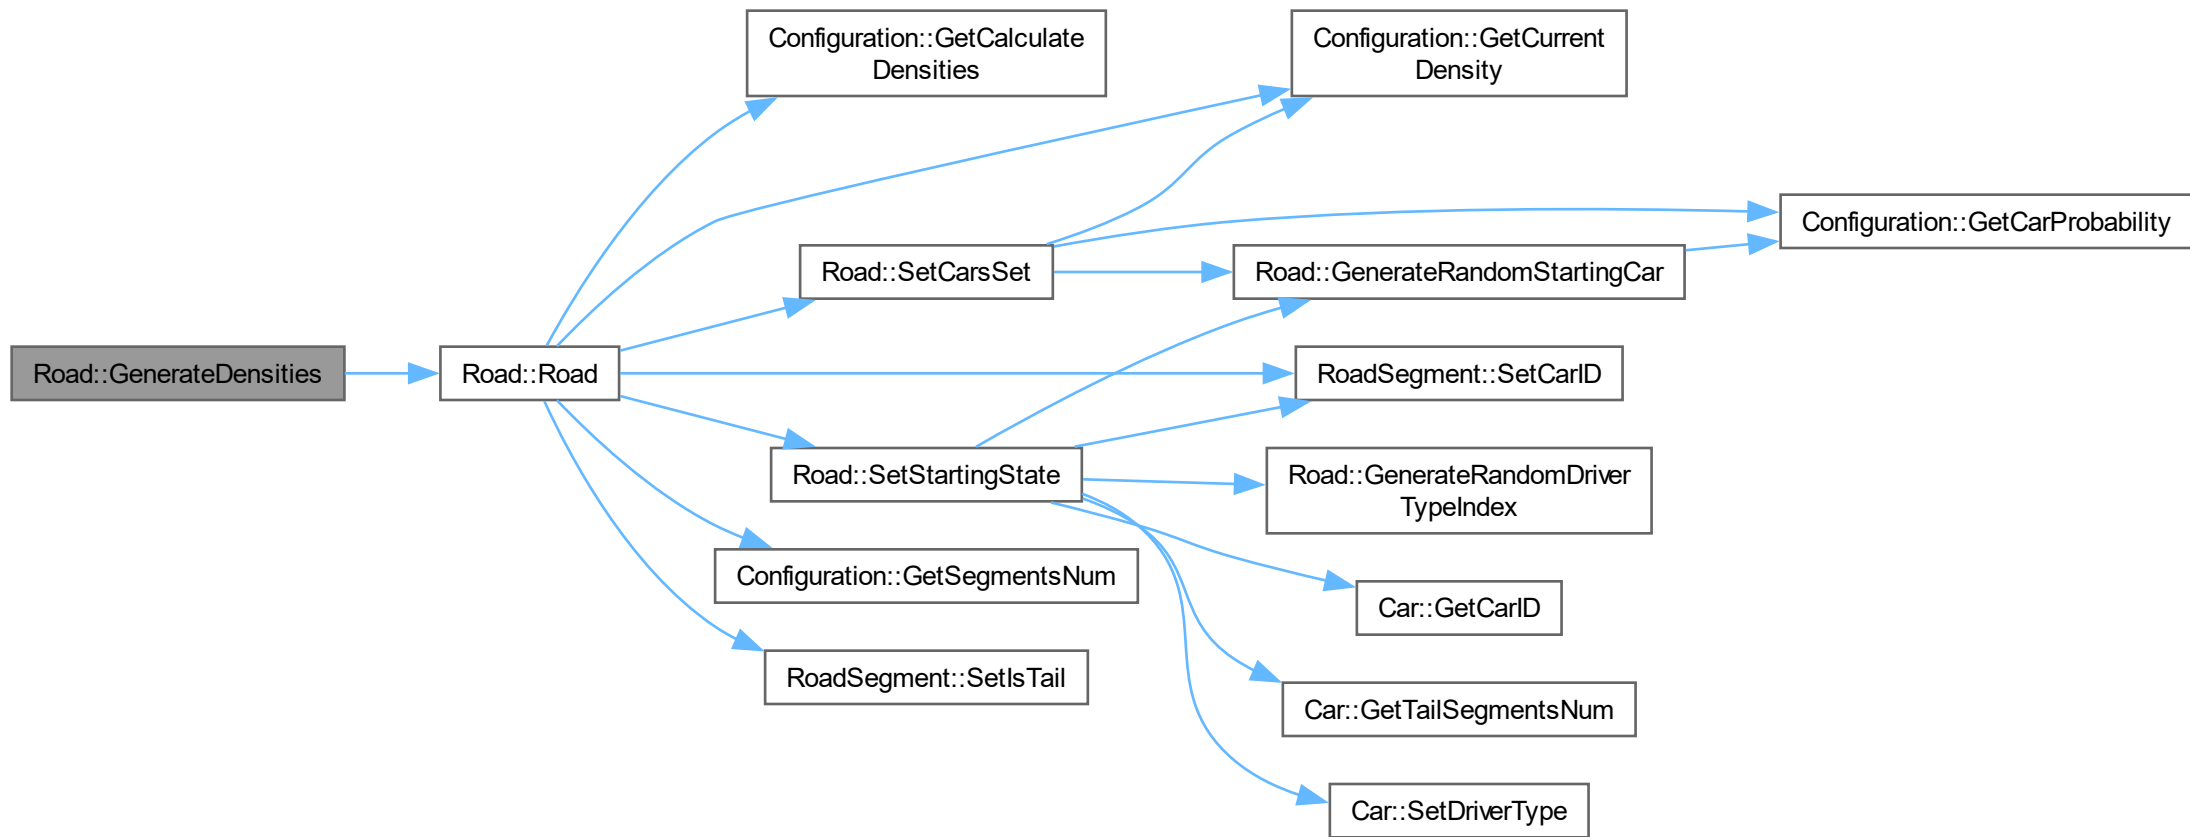 Configuration::GetCalculate
Densities
Configuration::GetCurrent
Density
Configuration::GetCarProbability
Road::SetCarsSet
Road::GenerateRandomStartingCar
Road::GenerateDensities
Road::Road
RoadSegment::SetCarID
Road::SetStartingState
Road::GenerateRandomDriver
TypeIndex
Configuration::GetSegmentsNum
Car::GetCarID
RoadSegment::SetIsTail
Car::GetTailSegmentsNum
Car::SetDriverType